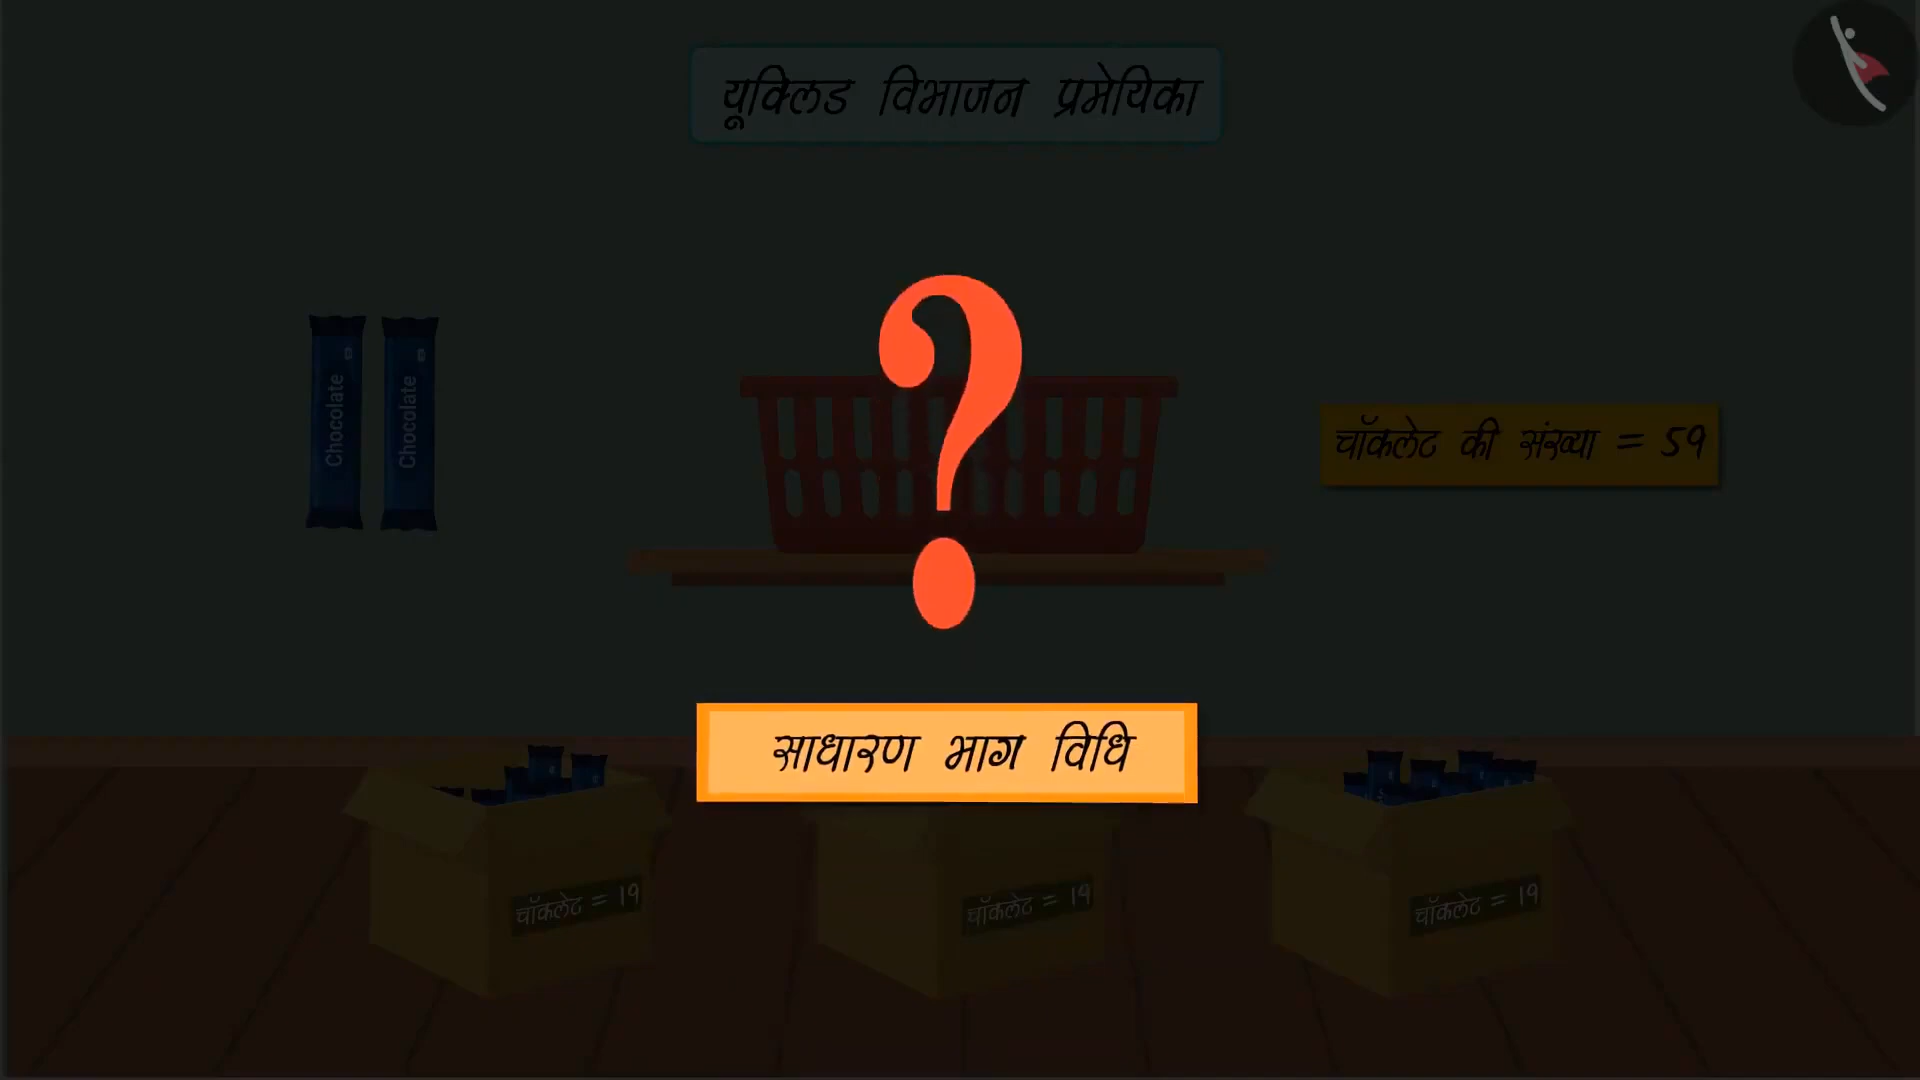 यूक्लिड विभाजन प्रमेयिका
Chocolate
Chocolate
चॉकलेट की संख्या = 59
साधारण भाग विधि
चॉकलेट = 19
चॉकलेट = 19
चॉकलेट = 19